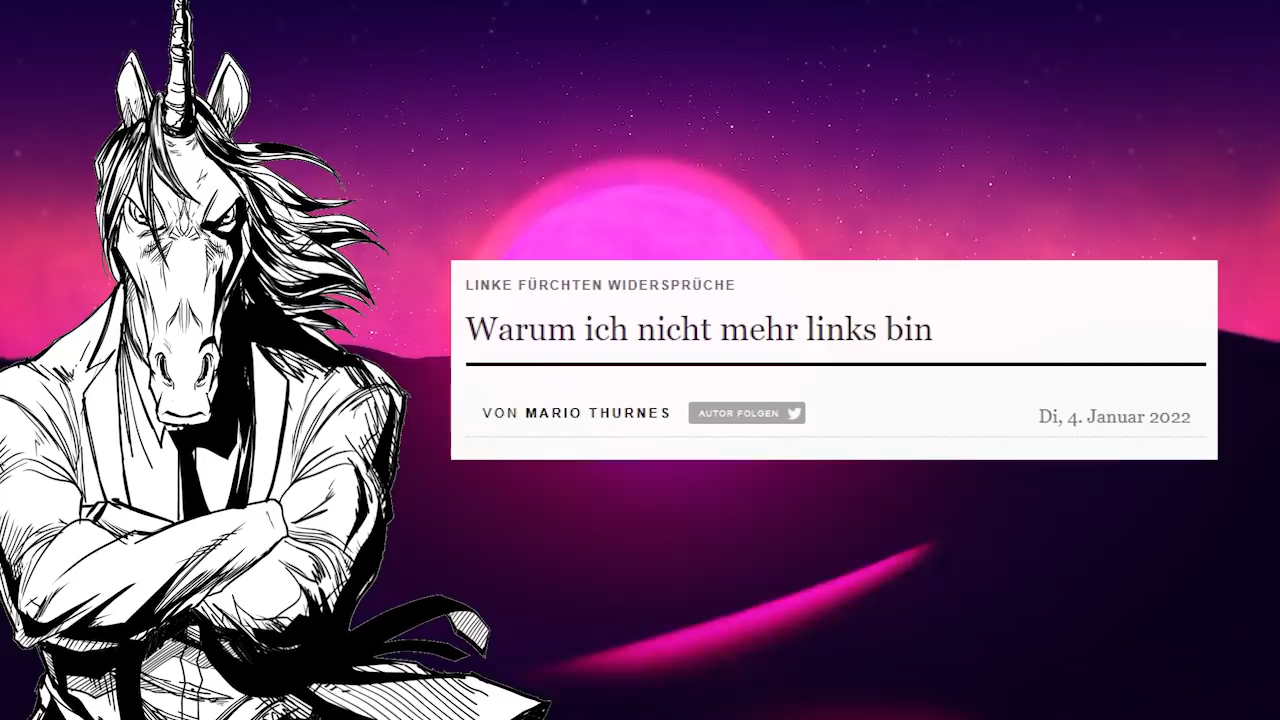 LINKE FÜRCHTEN WIDERSPRÜCHE
Warum ich nicht mehr links bin
VON MARIO THURNES AUTOR FOLGEN Di, 4. Januar 2022